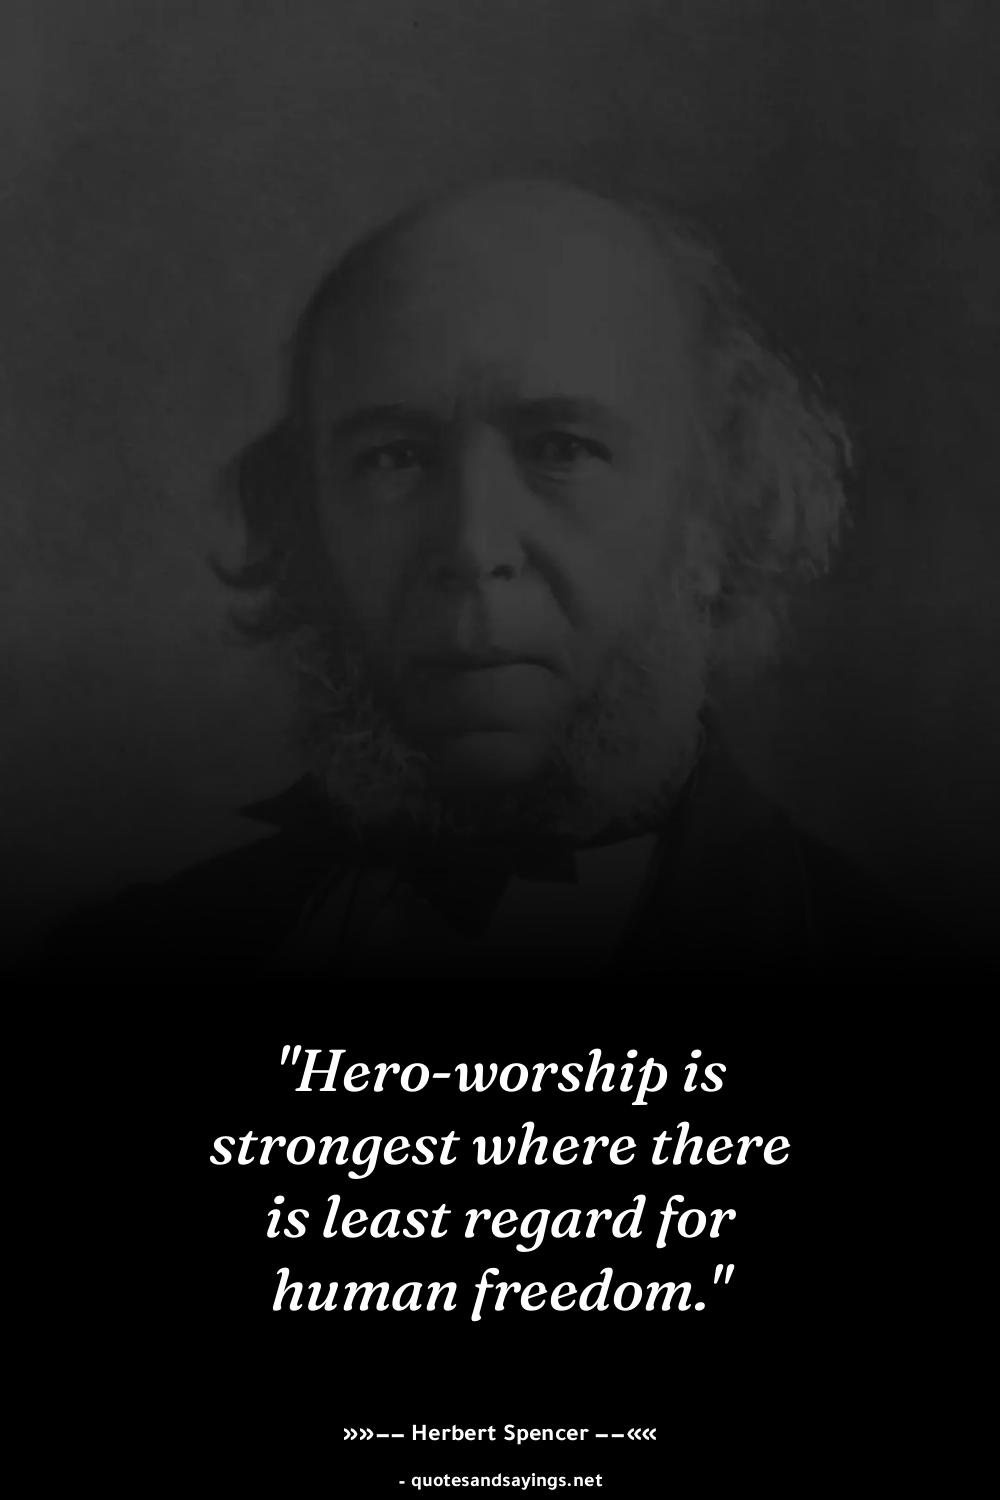 "Hero-worship is
strongest where there
is least regard for
human freedom."
»»–– Herbert Spencer ––««
- quotesandsayings.net